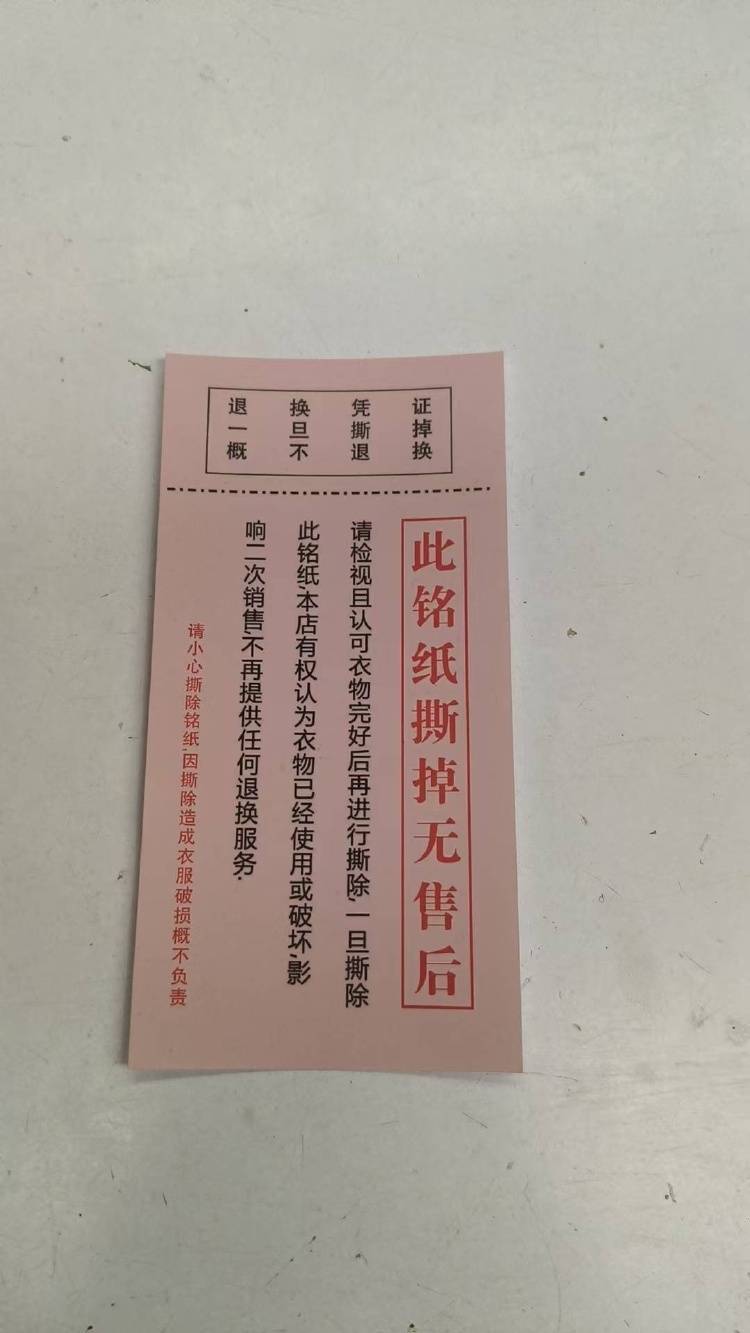 退换凭证
一旦撕掉
概不退换
此铭纸撕掉无售后
请检视且认可衣物完好后再进行撕除,一旦撕除
此铭纸,本店有权认为衣物已经使用或破坏,影
响二次销售,不再提供任何退换服务.
请小心撕除铭纸,因撕除造成衣服破损概不负责